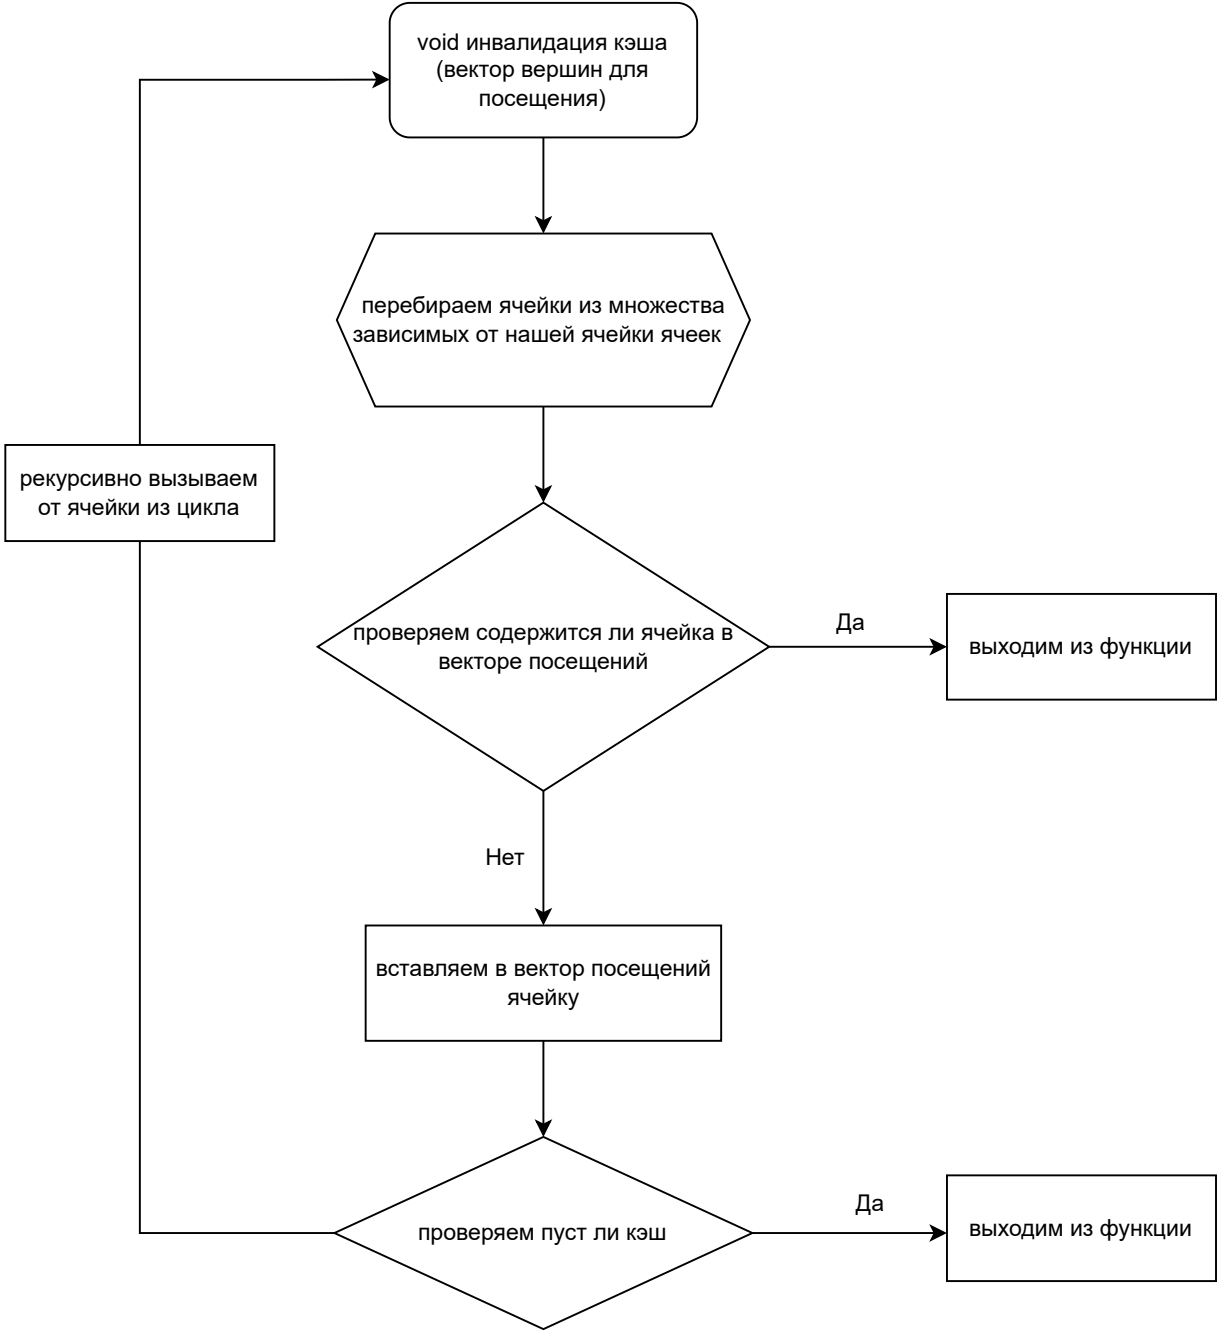 void инвалидация кэша
(вектор вершин для
посещения)
перебираем ячейки из множества
зависимых от нашей ячейки ячеек
рекурсивно вызываем
от ячейки из цикла
проверяем содержится ли ячейка в
векторе посещений
Да
выходим из функции
Нет
вставляем в вектор посещений
ячейку
проверяем пуст ли кэш
Да
выходим из функции